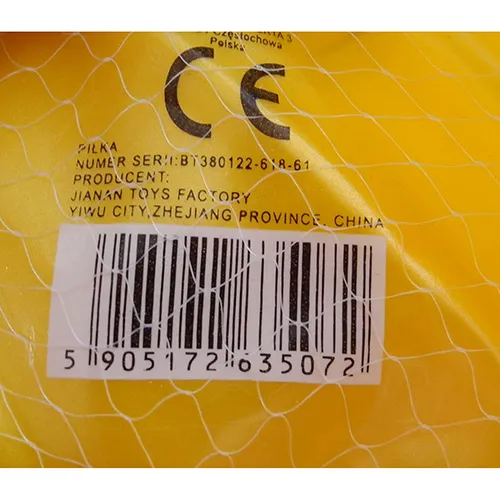 Częstochowa
Polska
CE
PIŁKA
NUMER SERII:BT380122-618-61
PRODUCENT:
JIANAN TOYS FACTORY
YIWU CITY,ZHEJIANG PROVINCE, CHINA
5 905172 635072